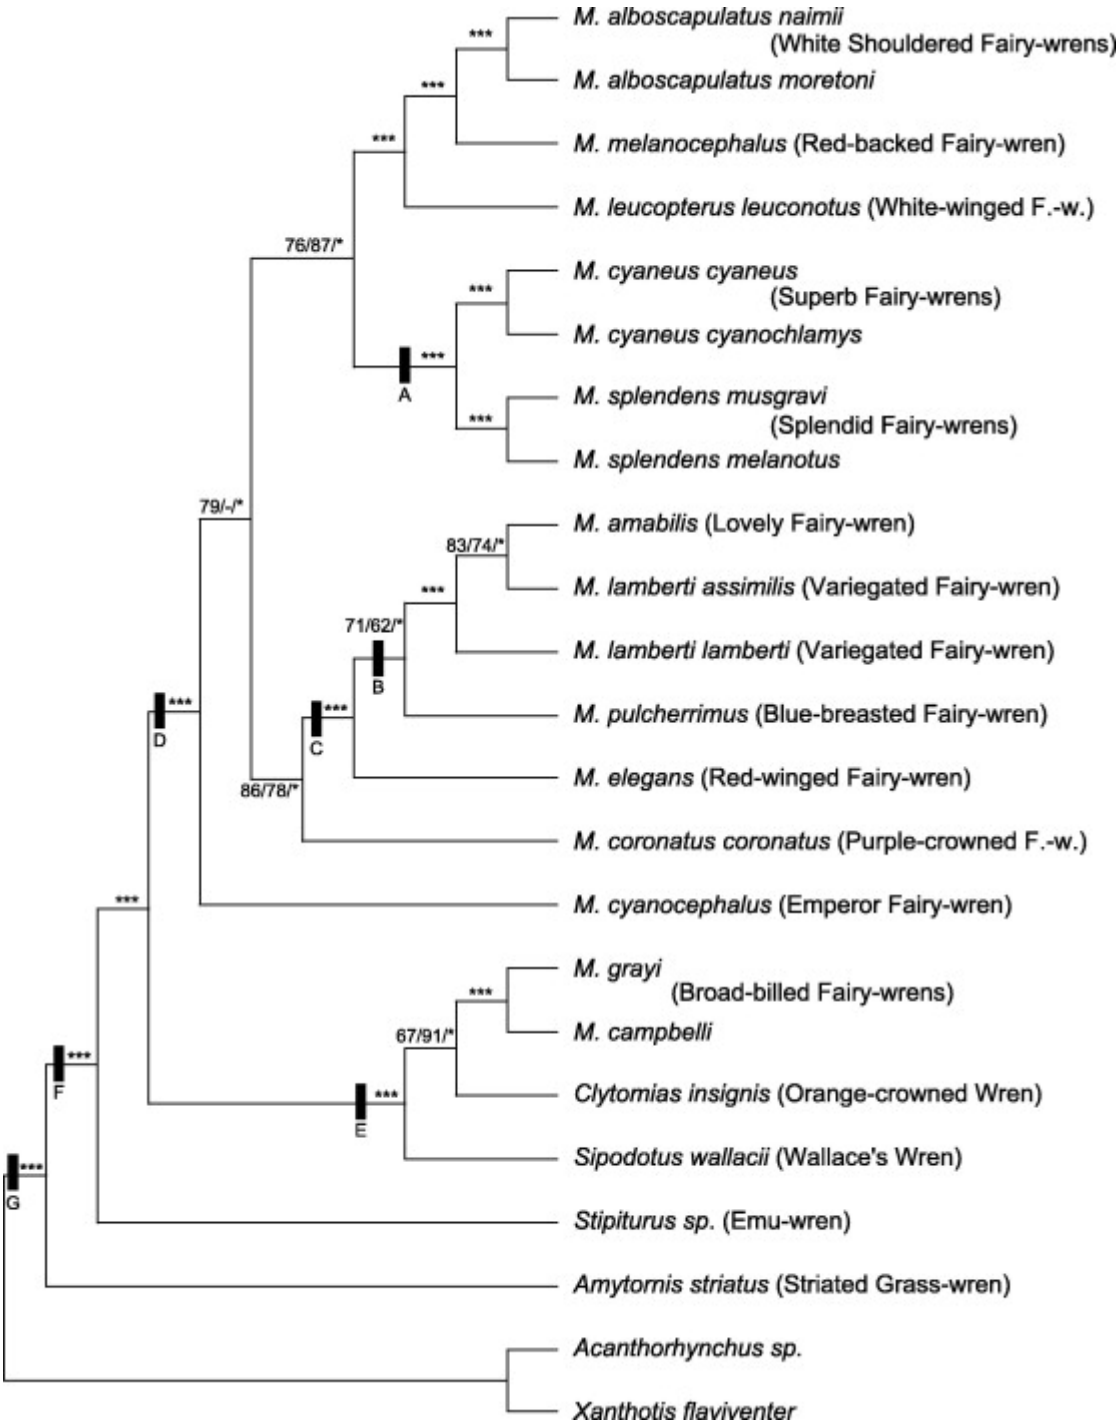 M. alboscapulatus naimii
***
(White Shouldered Fairy-wrens)
M. alboscapulatus moretoni
***
***
M. melanocephalus (Red-backed Fairy-wren)
M. leucopterus leuconotus (White-winged F.-w.)
76/87/*
M. cyaneus cyaneus
***
(Superb Fairy-wrens)
M. cyaneus cyanochlamys
***
A
M. splendens musgravi
***
(Splendid Fairy-wrens)
M. splendens melanotus
79/-/*
M. amabilis (Lovely Fairy-wren)
83/74/*
M. lamberti assimilis (Variegated Fairy-wren)
***
71/62/*
M. lamberti lamberti (Variegated Fairy-wren)
B
***
D
***
C
M. pulcherrimus (Blue-breasted Fairy-wren)
M. elegans (Red-winged Fairy-wren)
86/78/*
M. coronatus coronatus (Purple-crowned F.-w.)
***
M. cyanocephalus (Emperor Fairy-wren)
M. grayi
***
(Broad-billed Fairy-wrens)
M. campbelli
67/91/*
***
F
Clytomias insignis (Orange-crowned Wren)
***
E
Sipodotus wallacii (Wallace's Wren)
***
G
Stipiturus sp. (Emu-wren)
Amytornis striatus (Striated Grass-wren)
Acanthorhynchus sp.
Xanthotis flaviventer